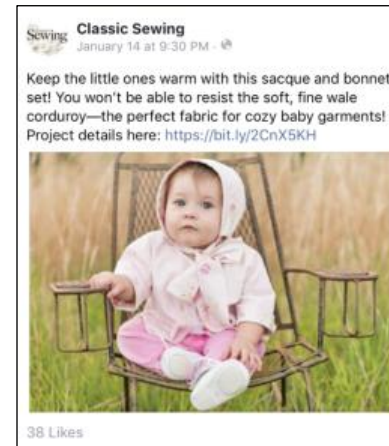 Sewing
Classic Sewing
January 14 at 9:30 PM ·
Keep the little ones warm with this sacque and bonnet
set! You won't be able to resist the soft, fine wale
corduroy—the perfect fabric for cozy baby garments!
Project details here: https://bit.ly/2CnX5KH
38 Likes